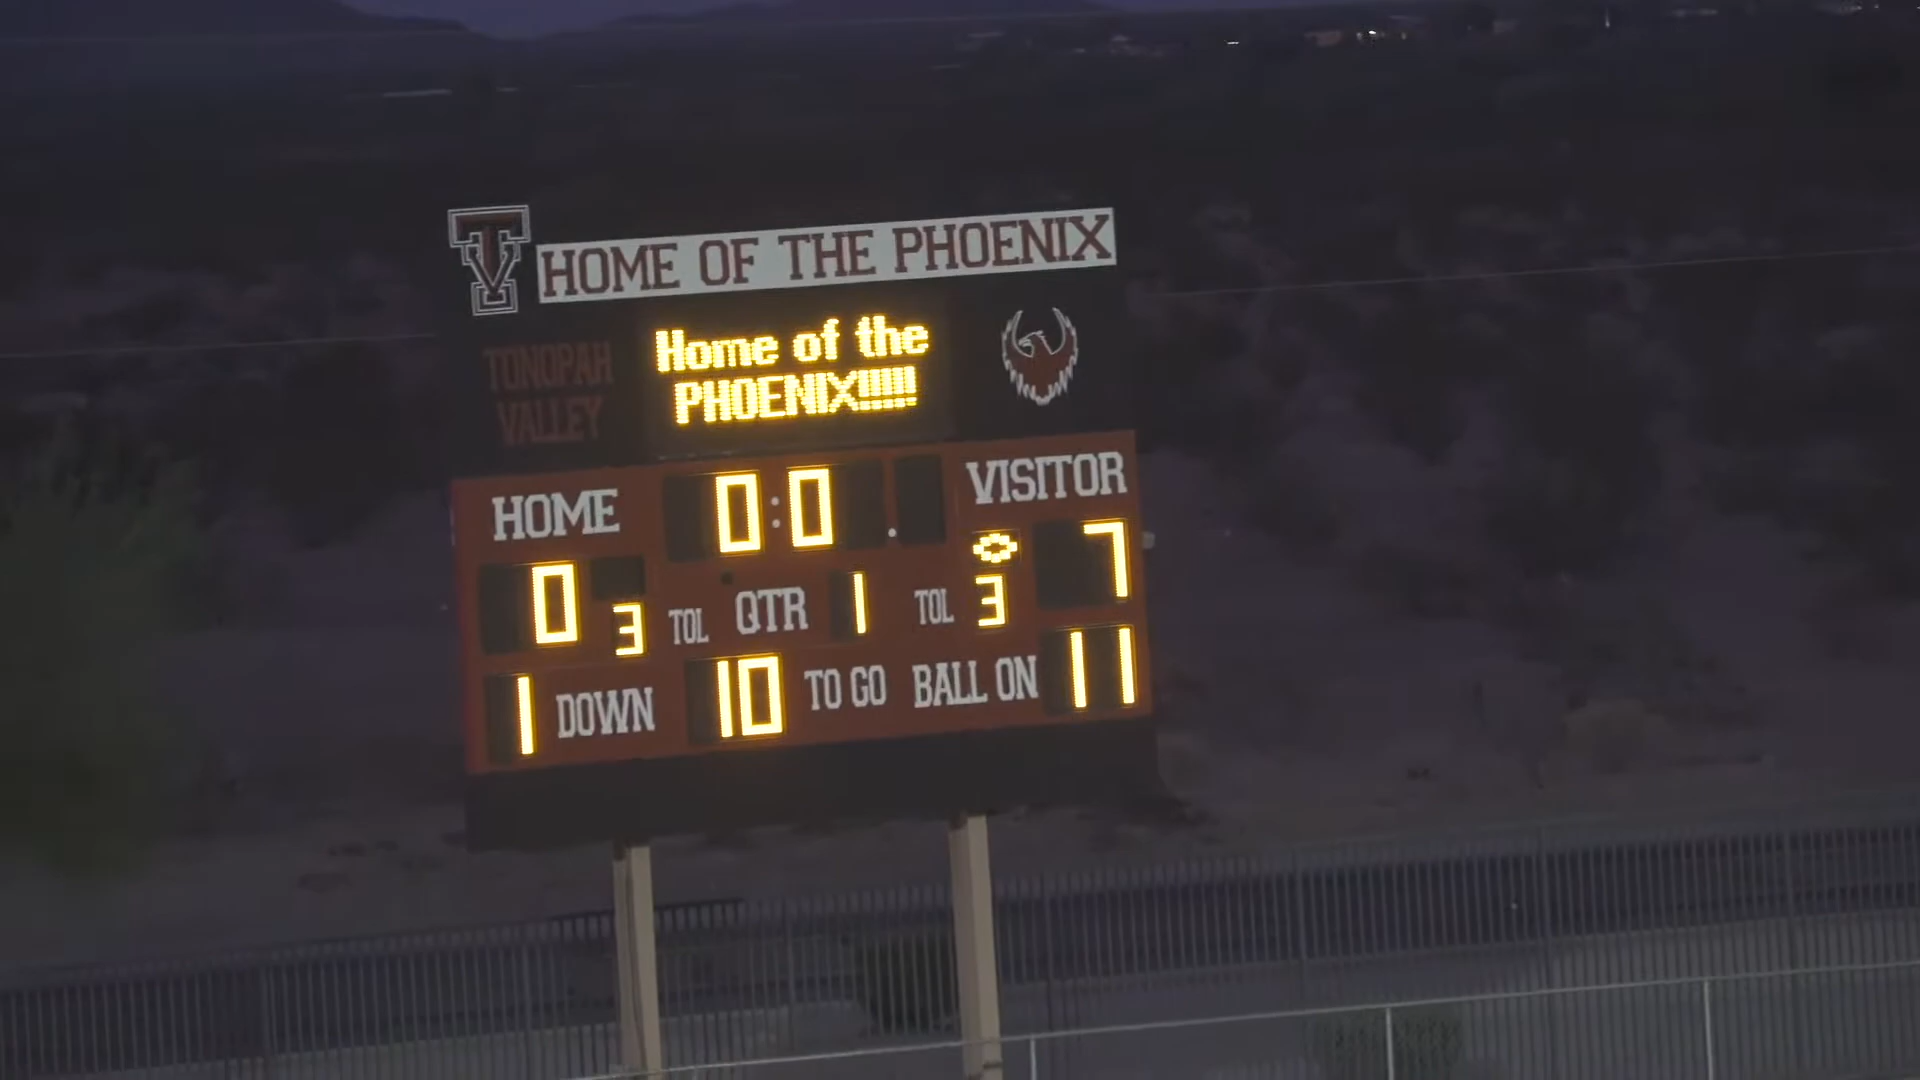 TV HOME OF THE PHOENIX
TONOPAH
VALLEY
Home of the
PHOENIX!!!!!
HOME 0:0 . VISITOR
0 3 TOL QTR 1 TOL 3 7
1 DOWN 10 TO GO BALL ON 11